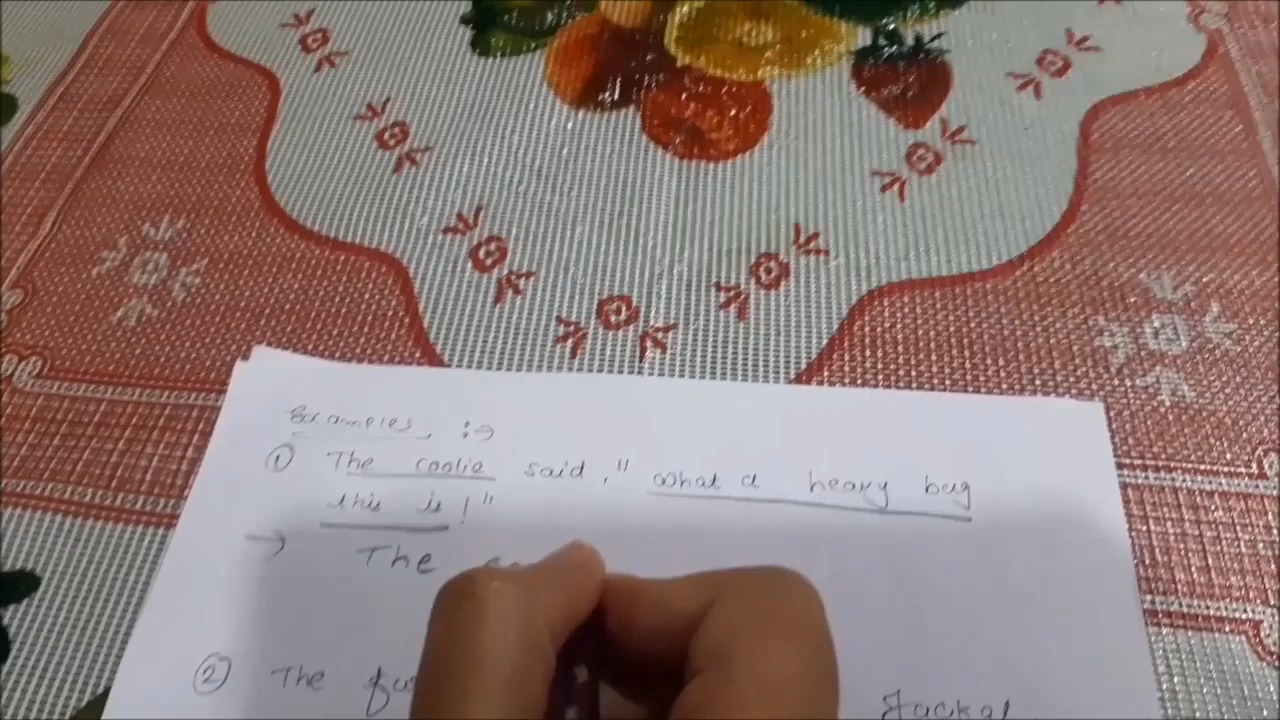 Examples, :→
① The coolie said, "What a heavy bag
this is!"
→ The
② The Jackal